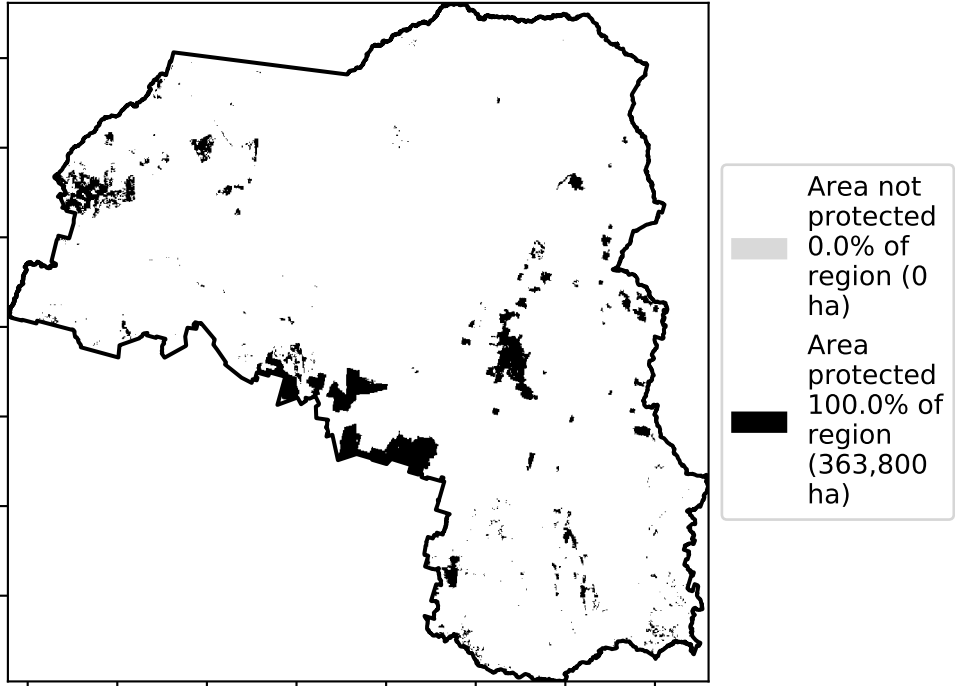 Area not
protected
0.0% of
region (0
ha)
Area
protected
100.0% of
region
(363,800
ha)